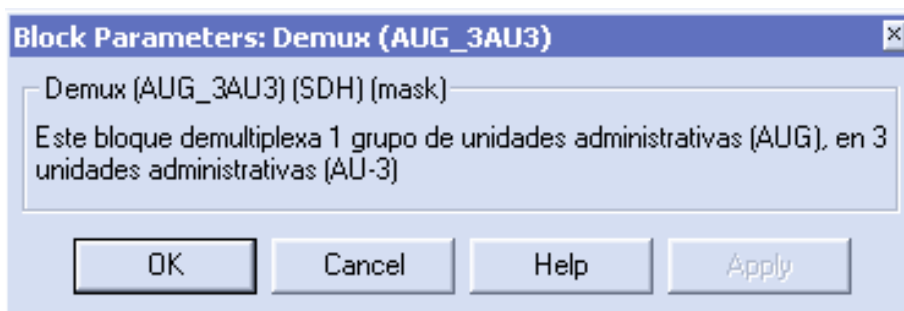 Block Parameters: Demux (AUG_3AU3)
Demux (AUG_3AU3) (SDH) (mask)
Este bloque demultiplexa 1 grupo de unidades administrativas (AUG), en 3
unidades administrativas (AU-3)
OK Cancel Help Apply